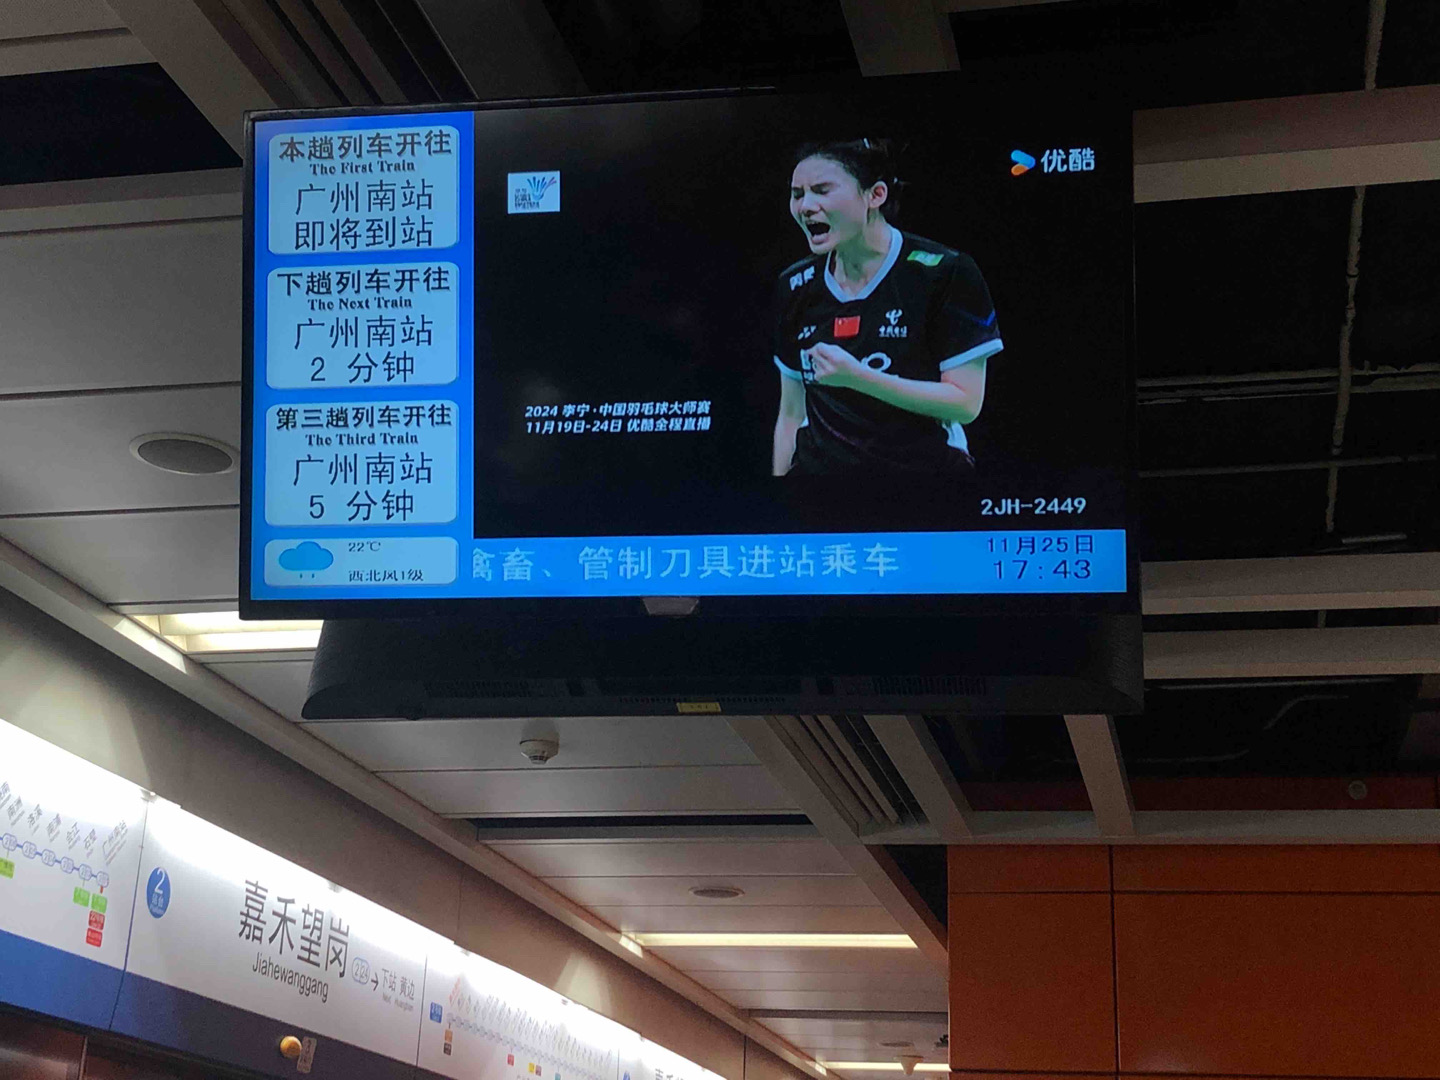 本趟列车开往
The First Train
广州南站
即将到站
下趟列车开往
The Next Train
广州南站
2 分钟
第三趟列车开往
The Third Train
广州南站
5 分钟
22℃
西北风1级
优酷
2024 李宁·中国羽毛球大师赛
11月19日-24日 优酷全程直播
2JH-2449
禽畜、管制刀具进站乘车
11月25日
17:43
2
嘉禾望岗
Jiahewanggang
下站 黄边